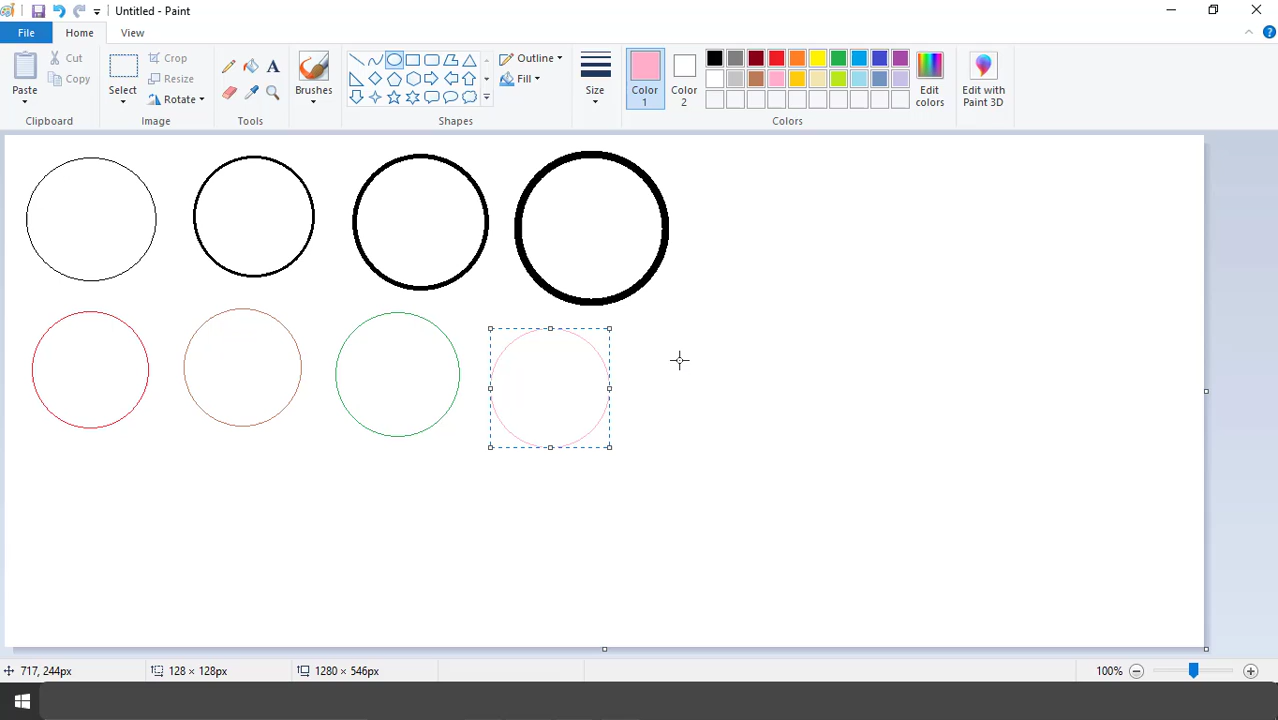 Untitled - Paint
File Home View
Paste
Cut
Copy
Clipboard
Select
Crop
Resize
Rotate
Image
A
Tools
Brushes
Outline
Fill
Shapes
Size
Color 1
Color 2
Edit colors
Colors
Edit with Paint 3D
717, 244px
128 × 128px
1280 × 546px
100%